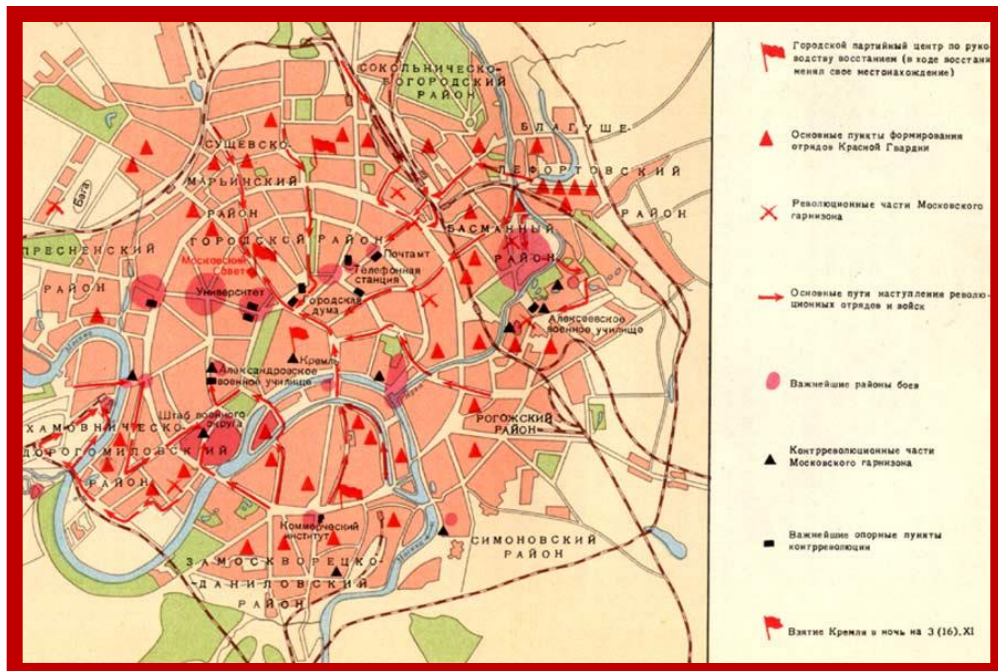 СОКОЛЬНИЧЕСКО-
БОГОРОДСКИЙ
РАЙОН
БЛАГУШЕ-
ЛЕФОРТОВСКИЙ
РАЙОН
СУЩЕВСКО-
МАРЬИНСКИЙ
РАЙОН
Бега
ПРЕСНЕНСКИЙ
РАЙОН
ГОРОДСКОЙ РАЙОН
БАСМАННЫЙ
РАЙОН
Московский
Совет
Почтамт
Телефонная
станция
Университет
Городская
дума
Алексеевское
военное училище
Кремль
Александровское
военное училище
Штаб военного
округа
ХАМОВНИЧЕСКО-
ДОРОГОМИЛОВСКИЙ
РАЙОН
РОГОЖСКИЙ
РАЙОН
Коммерческий
институт
СИМОНОВСКИЙ
РАЙОН
ЗАМОСКВОРЕЦКО-
-ДАНИЛОВСКИЙ
РАЙОН
Городской партийный центр по руко-
водству восстанием (в ходе восстани
менял свое местонахождение)
Основные пункты формирования
отрядов Красной Гвардии
Революционные части Московского
гарнизона
Основные пути наступления револю-
ционных отрядов и войск
Важнейшие районы боев
Контрреволюционные части
Московского гарнизона
Важнейшие опорные пункты
контрреволюции
Взятие Кремля в ночь на 3 (16).XI